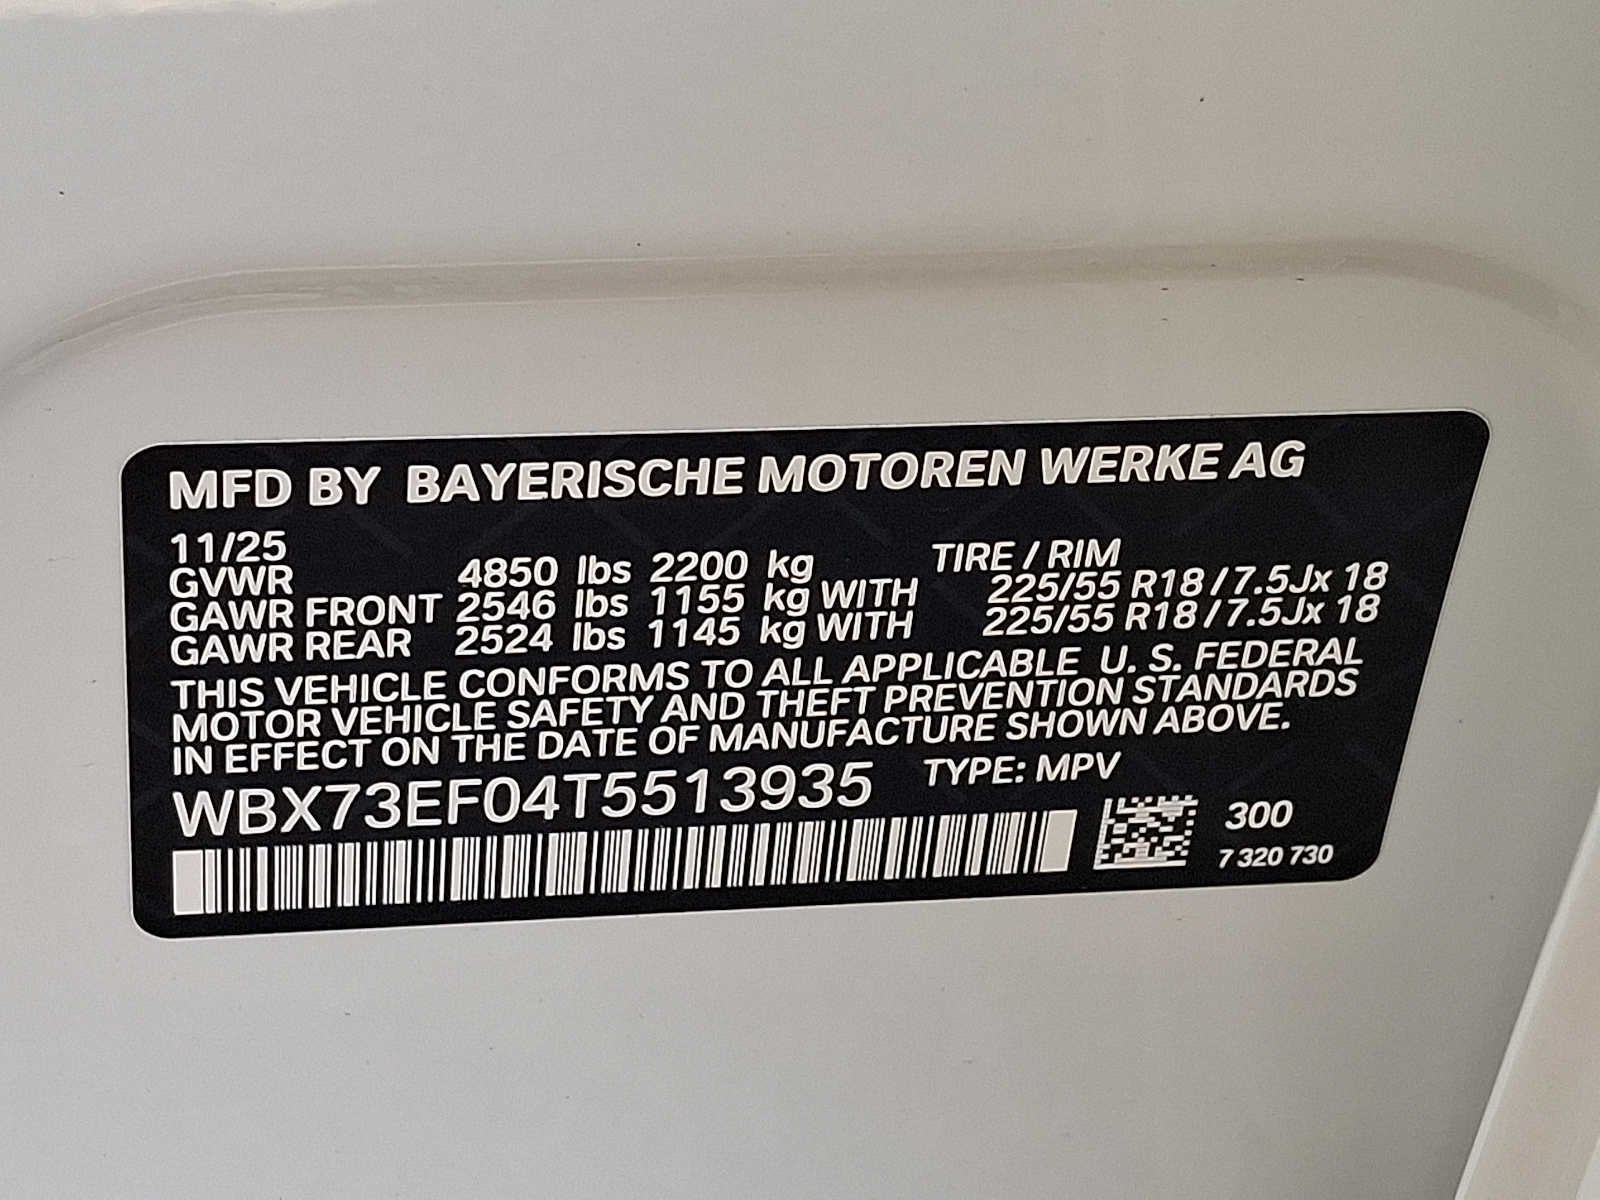 MFD BY BAYERISCHE MOTOREN WERKE AG
11/25
GVWR 4850 lbs 2200 kg TIRE / RIM
GAWR FRONT 2546 lbs 1155 kg WITH 225/55 R18 / 7.5Jx 18
GAWR REAR 2524 lbs 1145 kg WITH 225/55 R18 / 7.5Jx 18
THIS VEHICLE CONFORMS TO ALL APPLICABLE U. S. FEDERAL
MOTOR VEHICLE SAFETY AND THEFT PREVENTION STANDARDS
IN EFFECT ON THE DATE OF MANUFACTURE SHOWN ABOVE.
WBX73EF04T5513935 TYPE: MPV
300
7 320 730